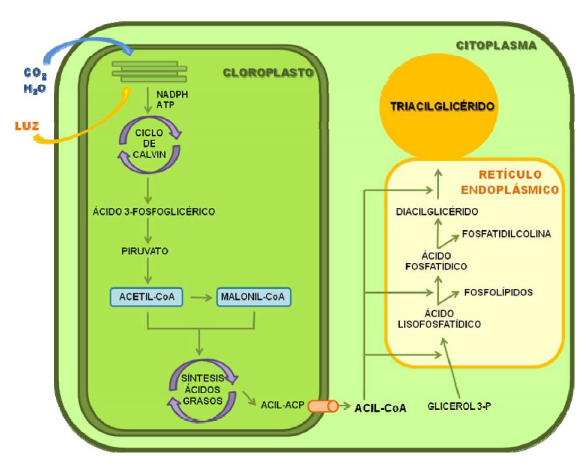 CITOPLASMA
CO₂
H₂O
LUZ
CLOROPLASTO
NADPH
ATP
CICLO
DE
CALVIN
ÁCIDO 3-FOSFOGLICÉRICO
PIRUVATO
ACETIL-CoA
MALONIL-CoA
SÍNTESIS
ÁCIDOS
GRASOS
ACIL-ACP
ACIL-CoA
GLICEROL 3-P
TRIACILGLICÉRIDO
RETÍCULO
ENDOPLÁSMICO
DIACILGLICÉRIDO
FOSFATIDILCOLINA
ÁCIDO
FOSFATÍDICO
FOSFOLÍPIDOS
ÁCIDO
LISOFOSFATÍDICO